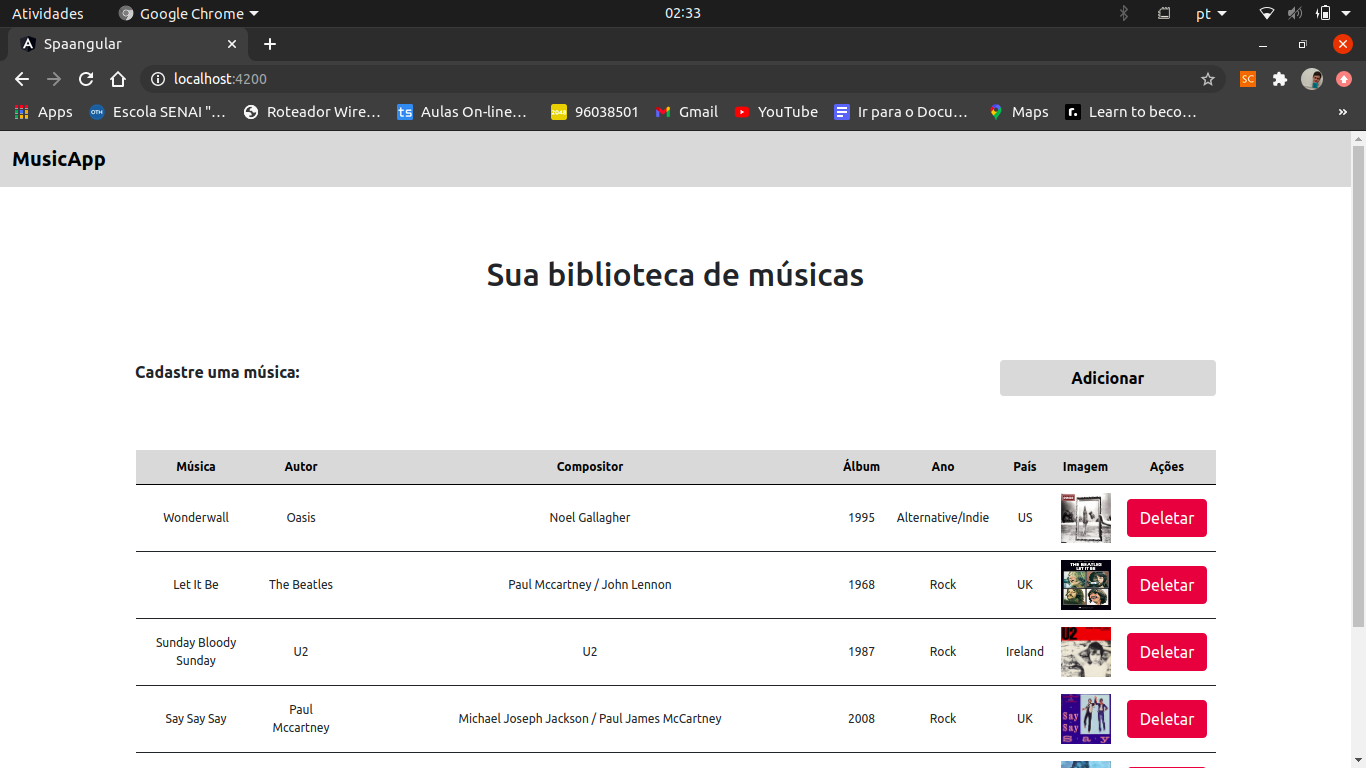 Atividades Google Chrome 02:33 pt
Spaangular
localhost:4200 SC
Apps OTH Escola SENAI "... Roteador Wire... ts Aulas On-line... 2048 96038501 Gmail YouTube Ir para o Docu... Maps r. Learn to beco... »
MusicApp
Sua biblioteca de músicas
Cadastre uma música: Adicionar
Música Autor Compositor Álbum Ano País Imagem Ações
Wonderwall Oasis Noel Gallagher 1995 Alternative/Indie US Deletar
Let It Be The Beatles Paul Mccartney / John Lennon 1968 Rock UK THE BEATLES LET IT BE Deletar
Sunday Bloody Sunday U2 U2 1987 Rock Ireland U2 Deletar
Say Say Say Paul Mccartney Michael Joseph Jackson / Paul James McCartney 2008 Rock UK Say Say Say Deletar